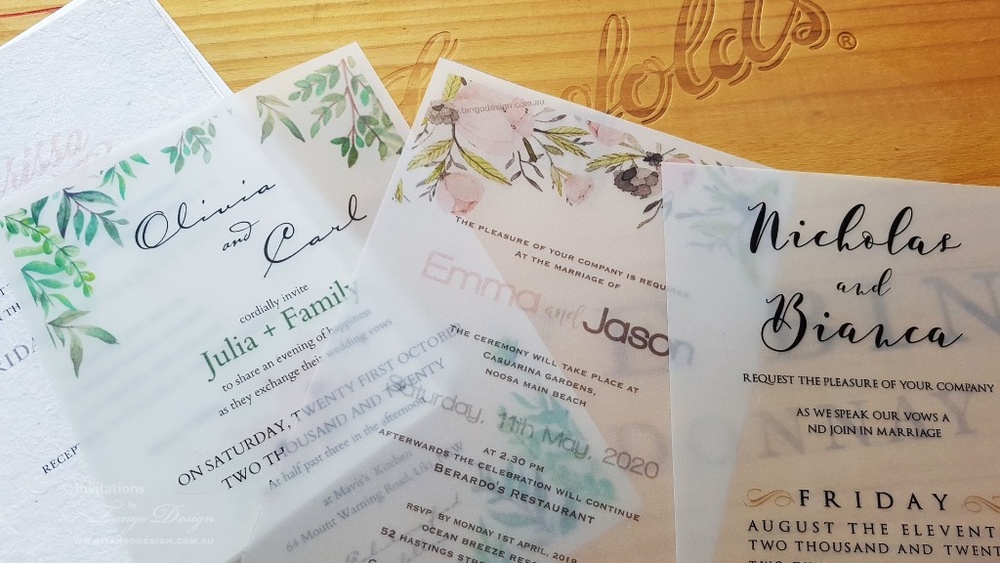 Olivia
and
Carl
cordially invite
Julia + Family
to share an evening of happiness
as they exchange their wedding vows
ON SATURDAY, TWENTY FIRST OCTOBER
TWO THOUSAND AND TWENTY
At half past three in the afternoon
at Mavis's Kitchen
64 Mount Warning Road,
tangodesign.com.au
THE PLEASURE OF YOUR COMPANY IS REQUIRED
AT THE MARRIAGE OF
Emma and Jason
THE CEREMONY WILL TAKE PLACE AT
CASUARINA GARDENS,
NOOSA MAIN BEACH
Saturday, 11th May, 2020
AT 2.30 PM
AFTERWARDS THE CELEBRATION WILL CONTINUE
BERARDO'S RESTAURANT
RSVP BY MONDAY 1ST APRIL, 2019
OCEAN BREEZE
52 HASTINGS
Nicholas
and
Bianca
REQUEST THE PLEASURE OF YOUR COMPANY
AS WE SPEAK OUR VOWS A
ND JOIN IN MARRIAGE
FRIDAY
AUGUST THE ELEVENT
TWO THOUSAND AND TWENT
invitations
Tango Design
WWW.TANGODESIGN.COM.AU